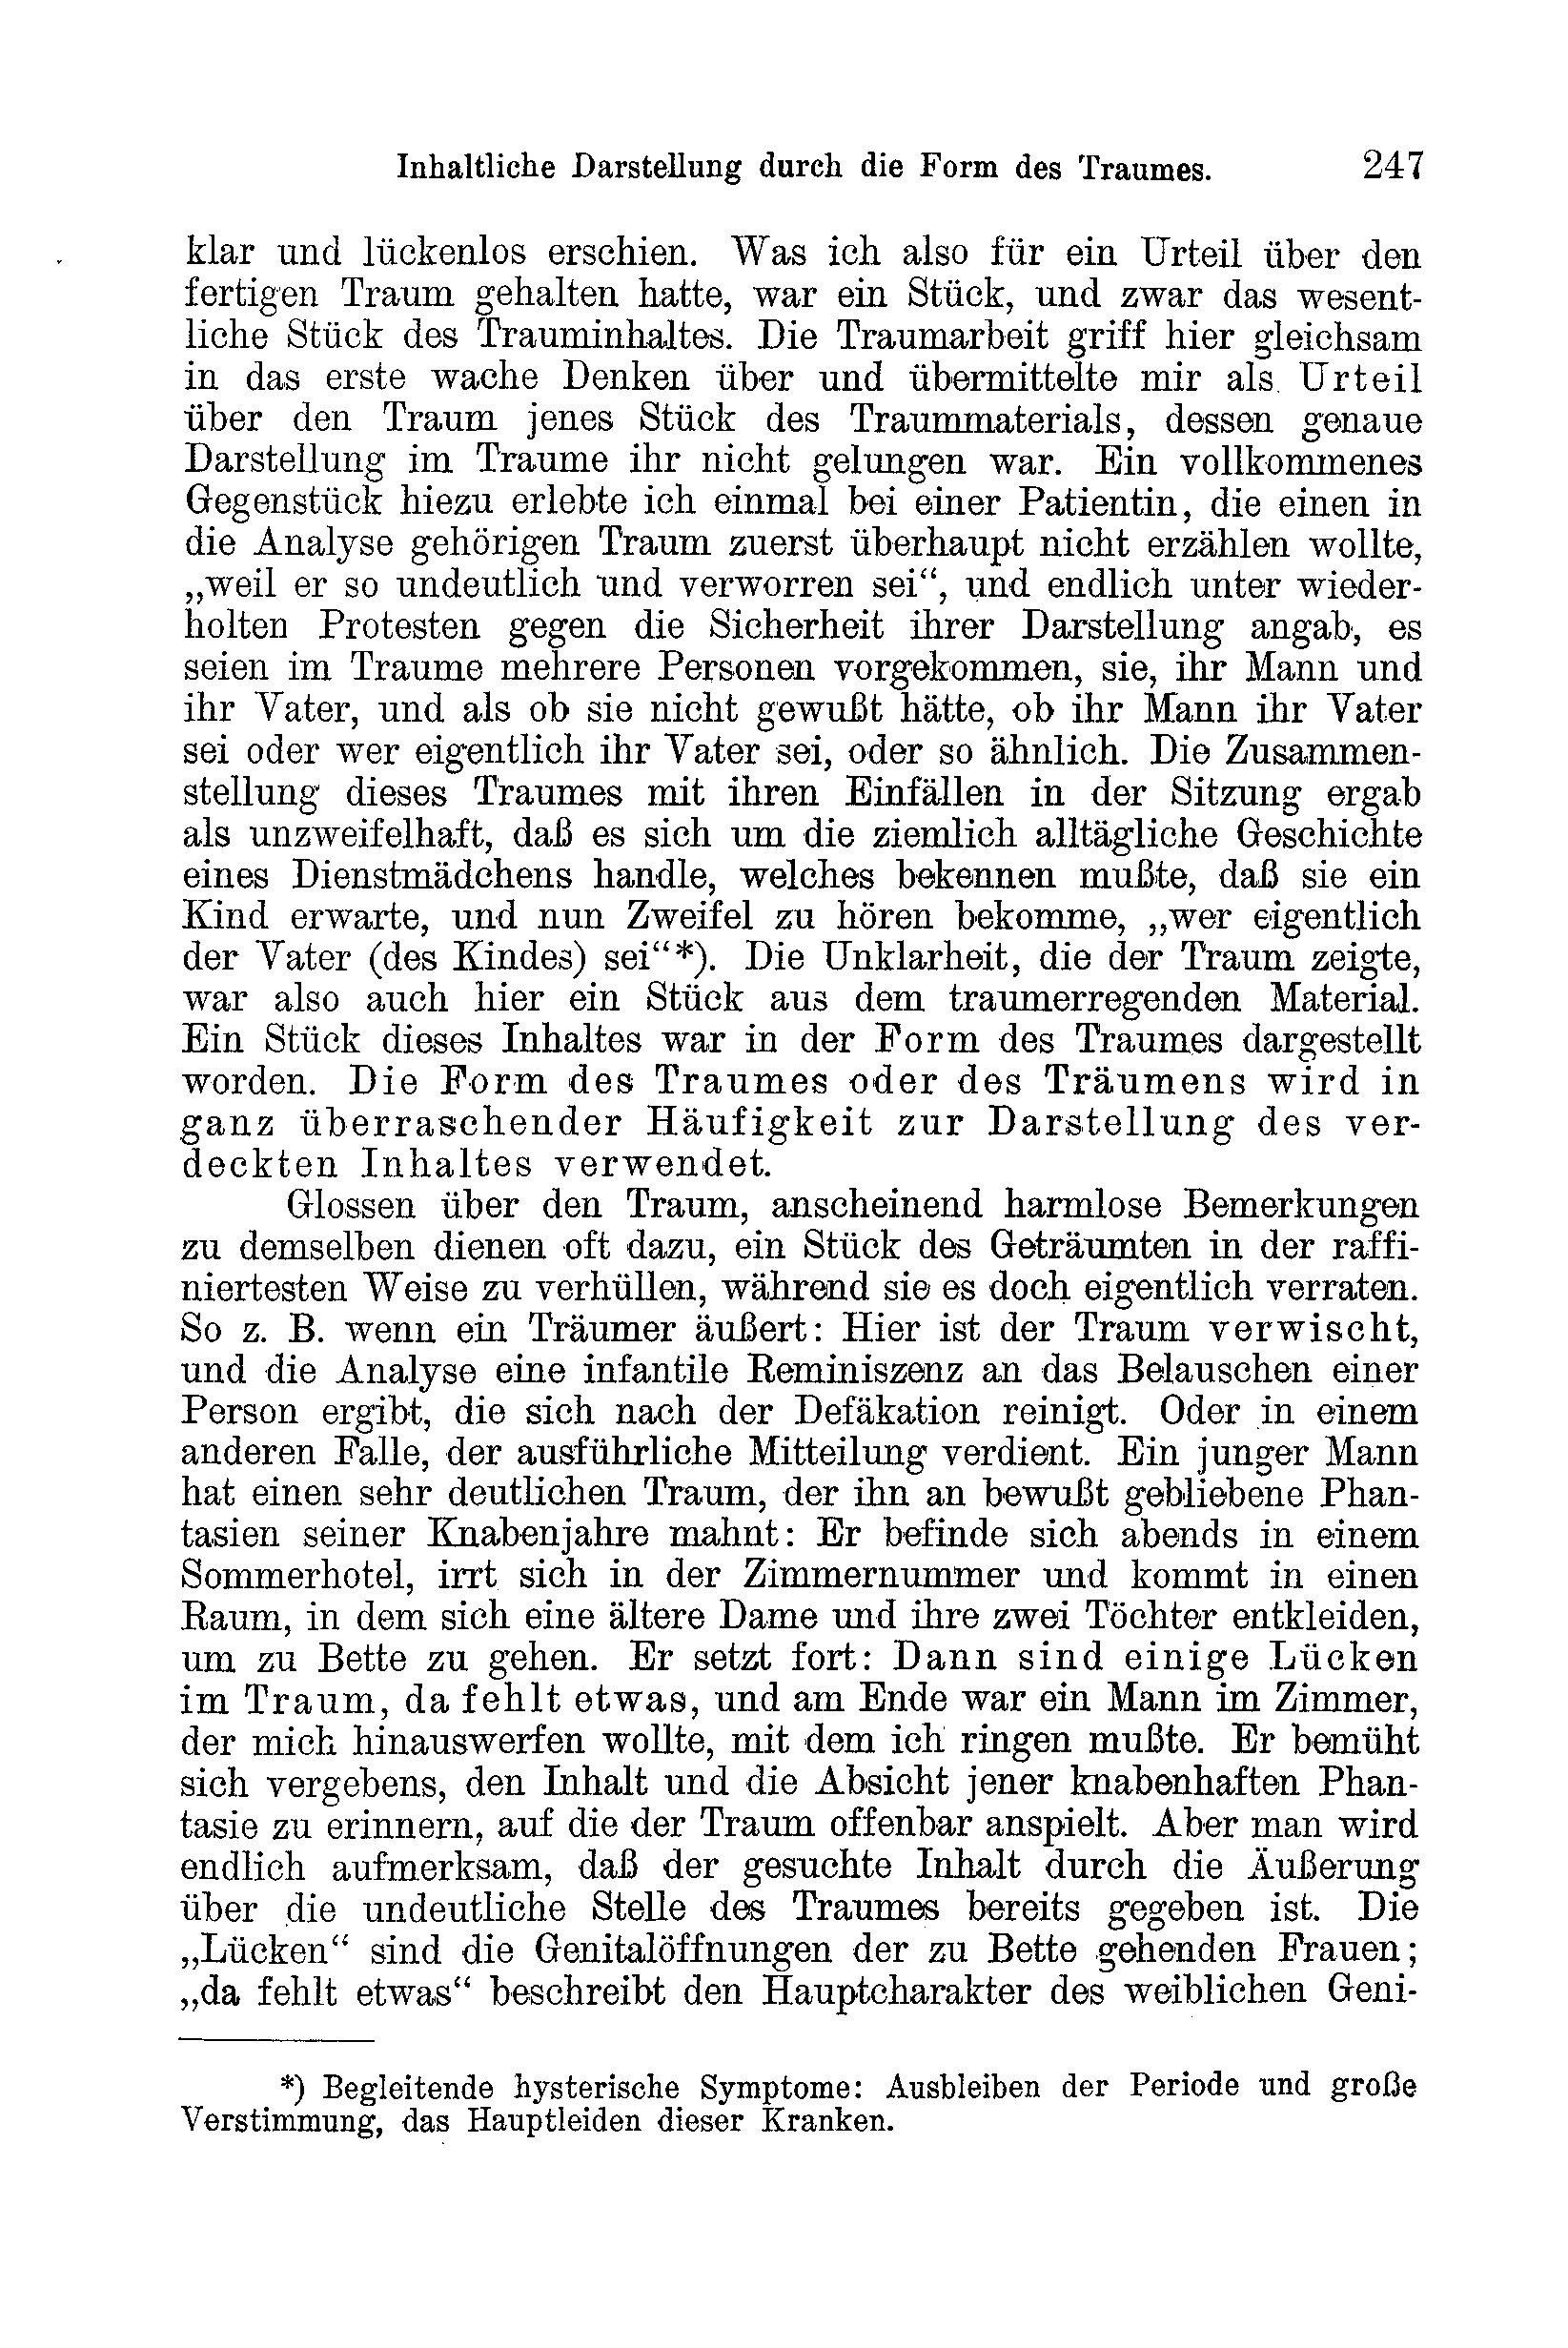 Inhaltliche Darstellung durch die Form des Traumes. 247
klar und lückenlos erschien. Was ich also für ein Urteil über den
fertigen Traum gehalten hatte, war ein Stück, und zwar das wesent-
liche Stück des Trauminhaltes. Die Traumarbeit griff hier gleichsam
in das erste wache Denken über und übermittelte mir als Urteil
über den Traum jenes Stück des Traummaterials, dessen genaue
Darstellung im Traume ihr nicht gelungen war. Ein vollkommenes
Gegenstück hiezu erlebte ich einmal bei einer Patientin, die einen in
die Analyse gehörigen Traum zuerst überhaupt nicht erzählen wollte,
„weil er so undeutlich und verworren sei“, und endlich unter wieder-
holten Protesten gegen die Sicherheit ihrer Darstellung angab, es
seien im Traume mehrere Personen vorgekommen, sie, ihr Mann und
ihr Vater, und als ob sie nicht gewußt hätte, ob ihr Mann ihr Vater
sei oder wer eigentlich ihr Vater sei, oder so ähnlich. Die Zusammen-
stellung dieses Traumes mit ihren Einfällen in der Sitzung ergab
als unzweifelhaft, daß es sich um die ziemlich alltägliche Geschichte
eines Dienstmädchens handle, welches bekennen mußte, daß sie ein
Kind erwarte, und nun Zweifel zu hören bekomme, „wer eigentlich
der Vater (des Kindes) sei“*). Die Unklarheit, die der Traum zeigte,
war also auch hier ein Stück aus dem traumerregenden Material.
Ein Stück dieses Inhaltes war in der Form des Traumes dargestellt
worden. Die Form des Traumes oder des Träumens wird in
ganz überraschender Häufigkeit zur Darstellung des ver-
deckten Inhaltes verwendet.
Glossen über den Traum, anscheinend harmlose Bemerkungen
zu demselben dienen oft dazu, ein Stück des Geträumten in der raffi-
niertesten Weise zu verhüllen, während sie es doch eigentlich verraten.
So z. B. wenn ein Träumer äußert: Hier ist der Traum verwischt,
und die Analyse eine infantile Reminiszenz an das Belauschen einer
Person ergibt, die sich nach der Defäkation reinigt. Oder in einem
anderen Falle, der ausführliche Mitteilung verdient. Ein junger Mann
hat einen sehr deutlichen Traum, der ihn an bewußt gebliebene Phan-
tasien seiner Knabenjahre mahnt: Er befinde sich abends in einem
Sommerhotel, irrt sich in der Zimmernummer und kommt in einen
Raum, in dem sich eine ältere Dame und ihre zwei Töchter entkleiden,
um zu Bette zu gehen. Er setzt fort: Dann sind einige Lücken
im Traum, da fehlt etwas, und am Ende war ein Mann im Zimmer,
der mich hinauswerfen wollte, mit dem ich ringen mußte. Er bemüht
sich vergebens, den Inhalt und die Absicht jener knabenhaften Phan-
tasie zu erinnern, auf die der Traum offenbar anspielt. Aber man wird
endlich aufmerksam, daß der gesuchte Inhalt durch die Äußerung
über die undeutliche Stelle des Traumes bereits gegeben ist. Die
„Lücken“ sind die Genitalöffnungen der zu Bette gehenden Frauen;
„da fehlt etwas“ beschreibt den Hauptcharakter des weiblichen Geni-
*) Begleitende hysterische Symptome: Ausbleiben der Periode und große
Verstimmung, das Hauptleiden dieser Kranken.